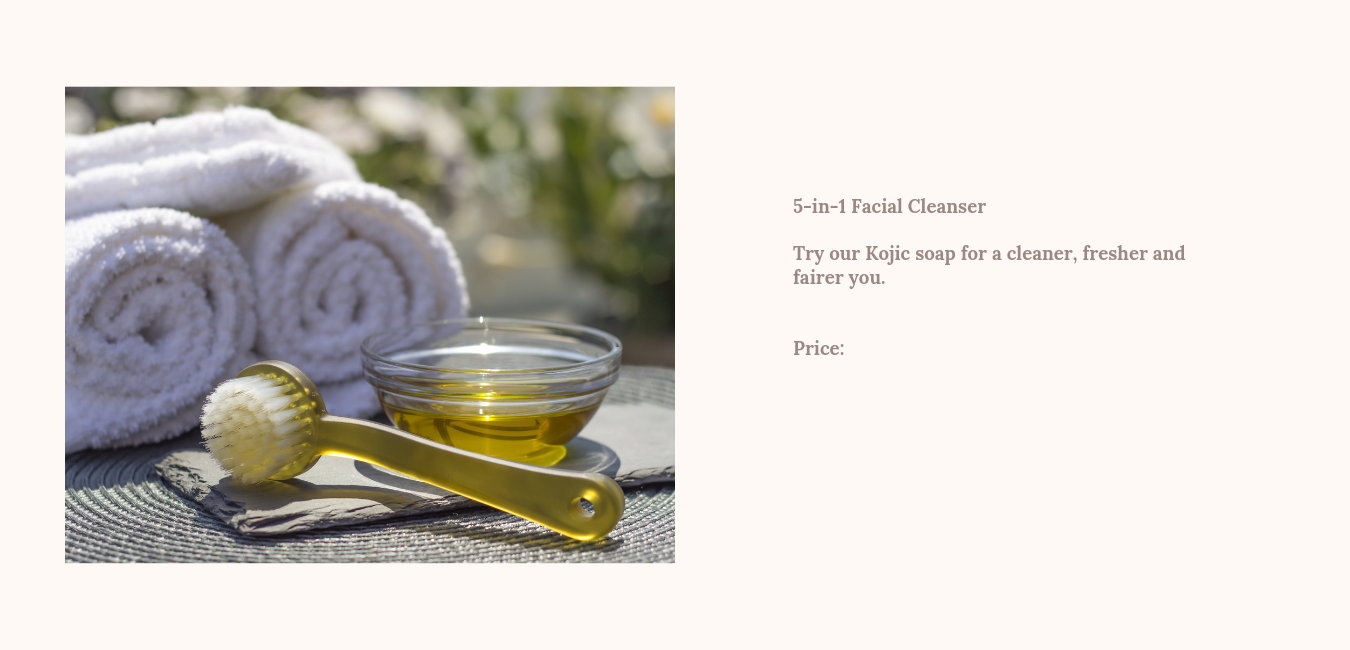 5-in-1 Facial Cleanser
Try our Kojic soap for a cleaner, fresher and
fairer you.
Price: